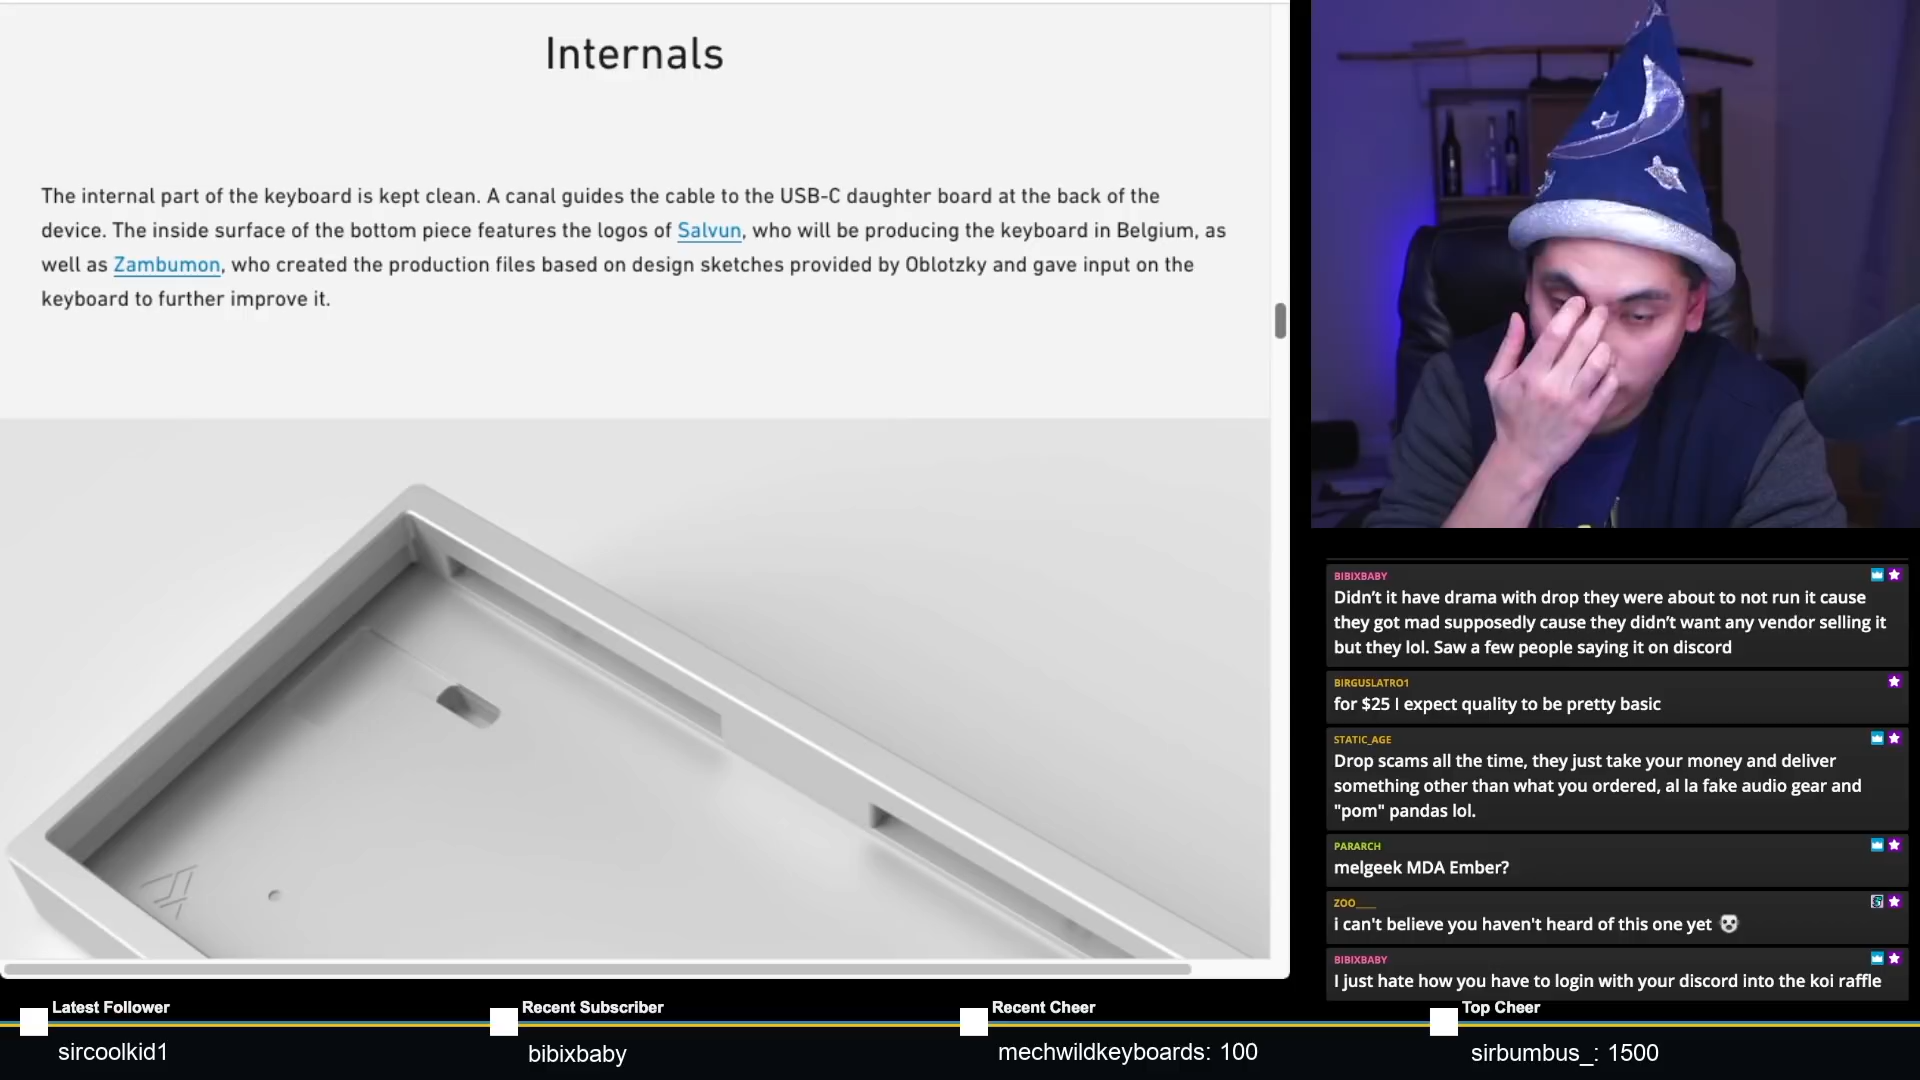 Internals
The internal part of the keyboard is kept clean. A canal guides the cable to the USB-C daughter board at the back of the
device. The inside surface of the bottom piece features the logos of Salvun, who will be producing the keyboard in Belgium, as
well as Zambumon, who created the production files based on design sketches provided by Oblotzky and gave input on the
keyboard to further improve it.
BIBIXBABY
Didn't it have drama with drop they were about to not run it cause
they got mad supposedly cause they didn't want any vendor selling it
but they lol. Saw a few people saying it on discord
BIRGUSLATRO1
for $25 I expect quality to be pretty basic
STATIC_AGE
Drop scams all the time, they just take your money and deliver
something other than what you ordered, al la fake audio gear and
"pom" pandas lol.
PARARCH
melgeek MDA Ember?
ZOO____
i can't believe you haven't heard of this one yet
BIBIXBABY
I just hate how you have to login with your discord into the koi raffle
Latest Follower
sircoolkid1
Recent Subscriber
bibixbaby
Recent Cheer
mechwildkeyboards: 100
Top Cheer
sirbumbus_: 1500